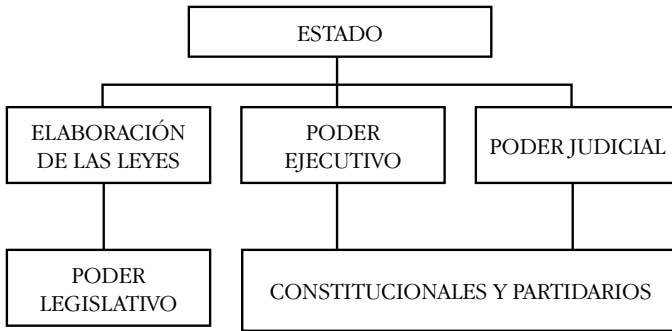 ESTADO
ELABORACIÓN
DE LAS LEYES
PODER
EJECUTIVO
PODER JUDICIAL
PODER
LEGISLATIVO
CONSTITUCIONALES Y PARTIDARIOS